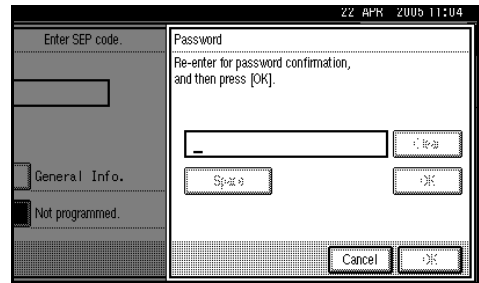 22 APR 2005 11:04
Enter SEP code.
Password
Re-enter for password confirmation,
and then press [OK].
_
Clear
General Info.
Space
OK
Not programmed.
Cancel
OK